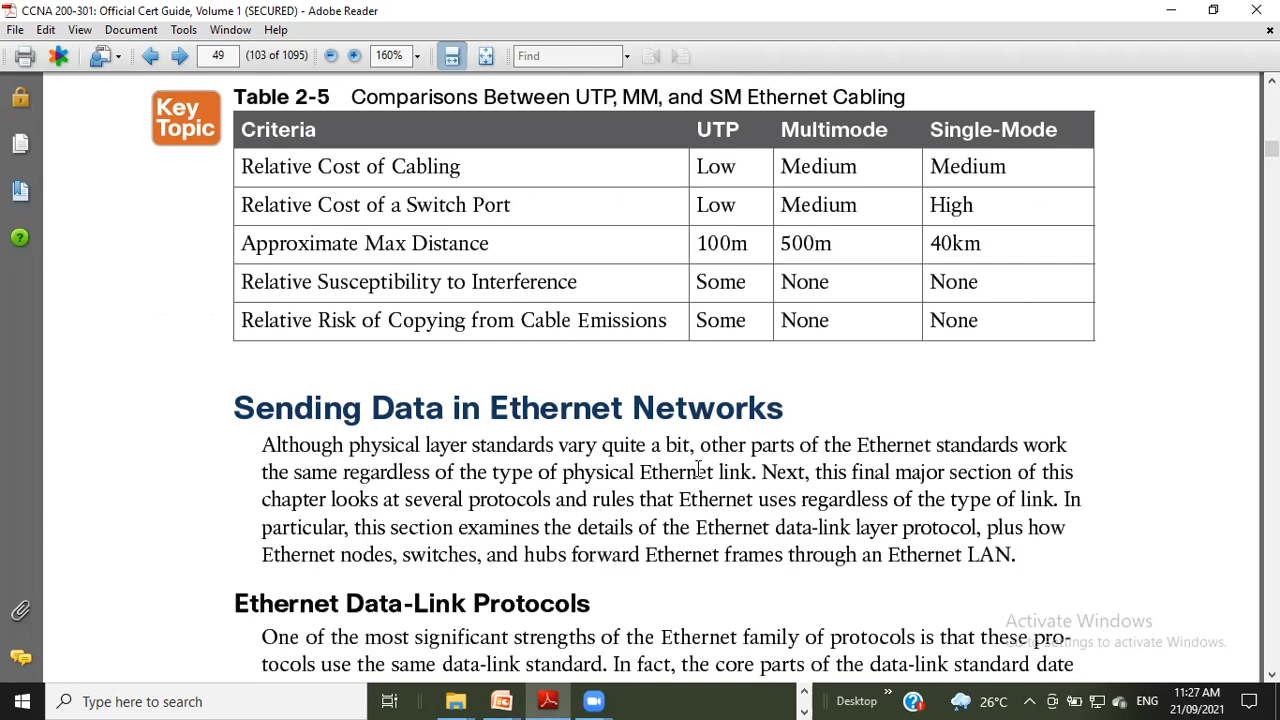 CCNA 200-301: Official Cert Guide, Volume 1 (SECURED) - Adobe Reader
File Edit View Document Tools Window Help
49 (103 of 1095) 160% Find
Key Topic
Table 2-5 Comparisons Between UTP, MM, and SM Ethernet Cabling
Criteria UTP Multimode Single-Mode
Relative Cost of Cabling Low Medium Medium
Relative Cost of a Switch Port Low Medium High
Approximate Max Distance 100m 500m 40km
Relative Susceptibility to Interference Some None None
Relative Risk of Copying from Cable Emissions Some None None
Sending Data in Ethernet Networks
Although physical layer standards vary quite a bit, other parts of the Ethernet standards work
the same regardless of the type of physical Ethernet link. Next, this final major section of this
chapter looks at several protocols and rules that Ethernet uses regardless of the type of link. In
particular, this section examines the details of the Ethernet data-link layer protocol, plus how
Ethernet nodes, switches, and hubs forward Ethernet frames through an Ethernet LAN.
Ethernet Data-Link Protocols
One of the most significant strengths of the Ethernet family of protocols is that these pro-
tocols use the same data-link standard. In fact, the core parts of the data-link standard date
Activate Windows
Go to Settings to activate Windows.
Type here to search
Desktop
26°C
ENG
11:27 AM
21/09/2021